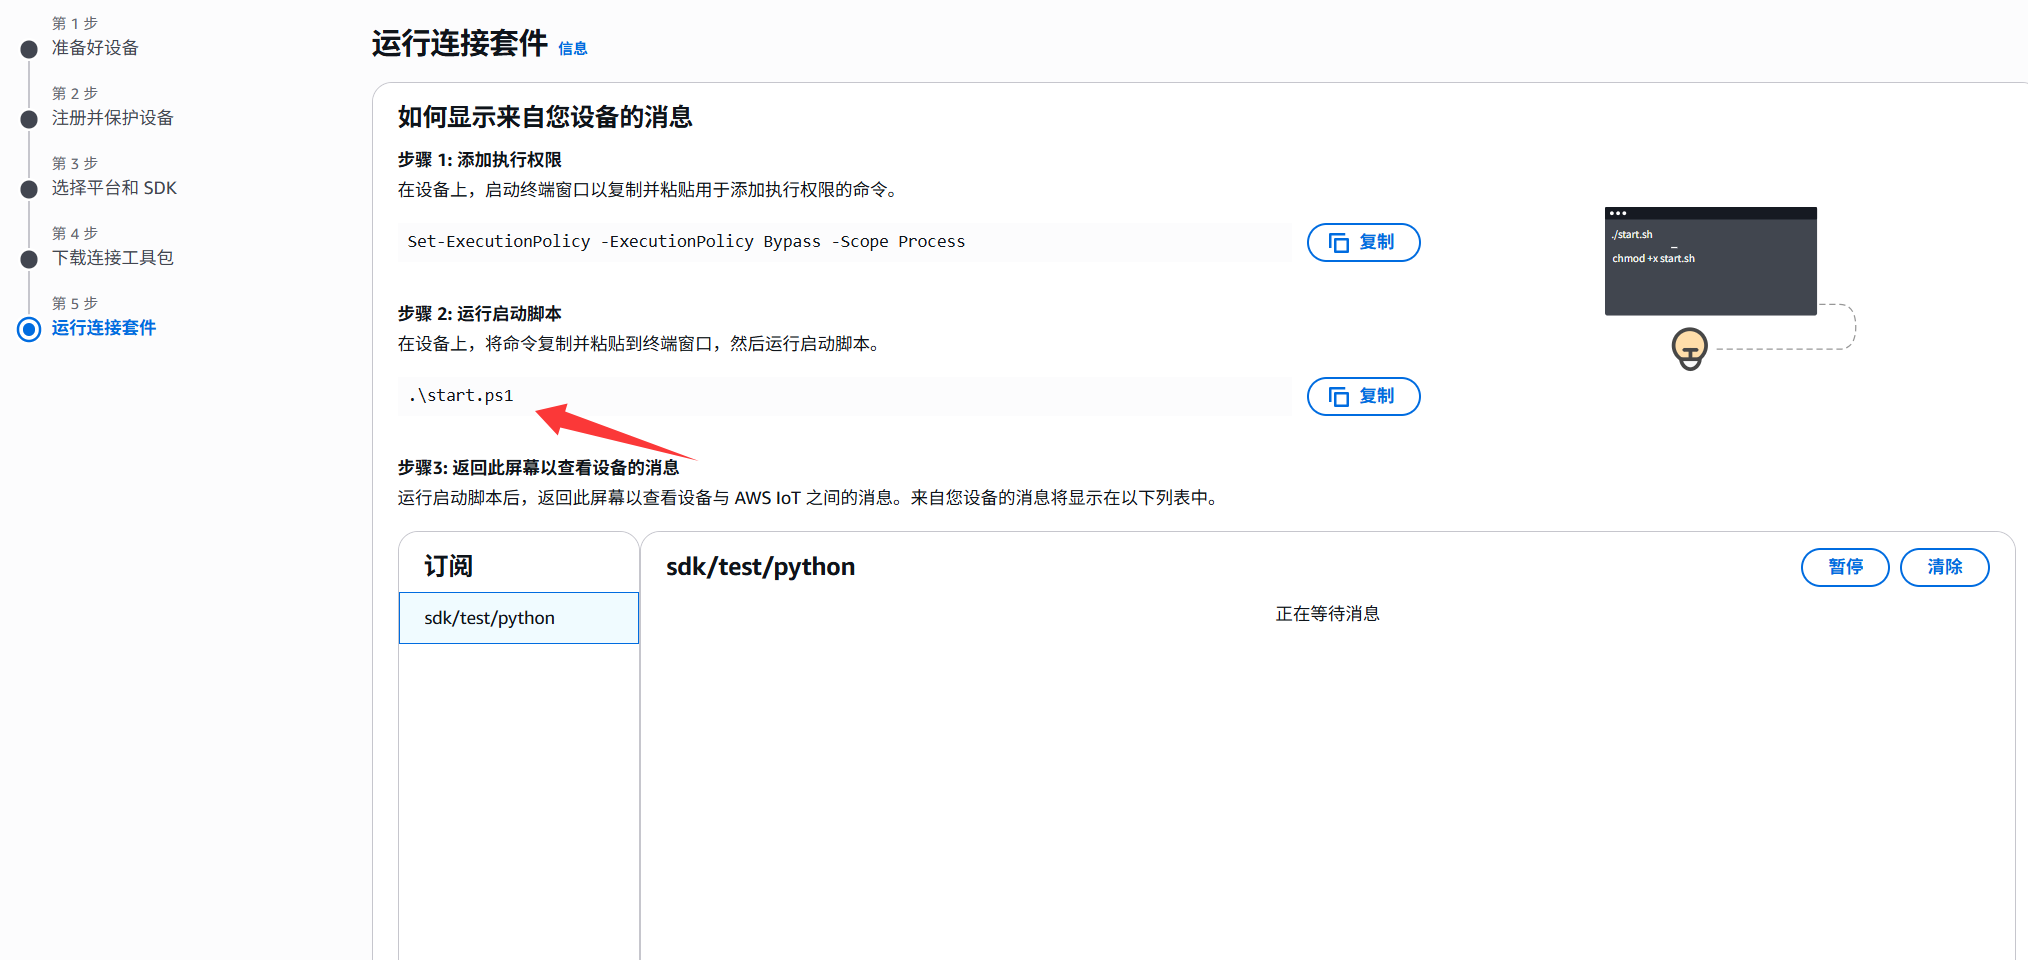 第 1 步
准备好设备
第 2 步
注册并保护设备
第 3 步
选择平台和 SDK
第 4 步
下载连接工具包
第 5 步
运行连接套件
运行连接套件 信息
如何显示来自您设备的消息
步骤 1: 添加执行权限
在设备上，启动终端窗口以复制并粘贴用于添加执行权限的命令。
Set-ExecutionPolicy -ExecutionPolicy Bypass -Scope Process
复制
./start.sh
chmod +x start.sh
步骤 2: 运行启动脚本
在设备上，将命令复制并粘贴到终端窗口，然后运行启动脚本。
.\start.ps1
复制
步骤3: 返回此屏幕以查看设备的消息
运行启动脚本后，返回此屏幕以查看设备与 AWS IoT 之间的消息。来自您设备的消息将显示在以下列表中。
订阅
sdk/test/python
sdk/test/python
暂停
清除
正在等待消息